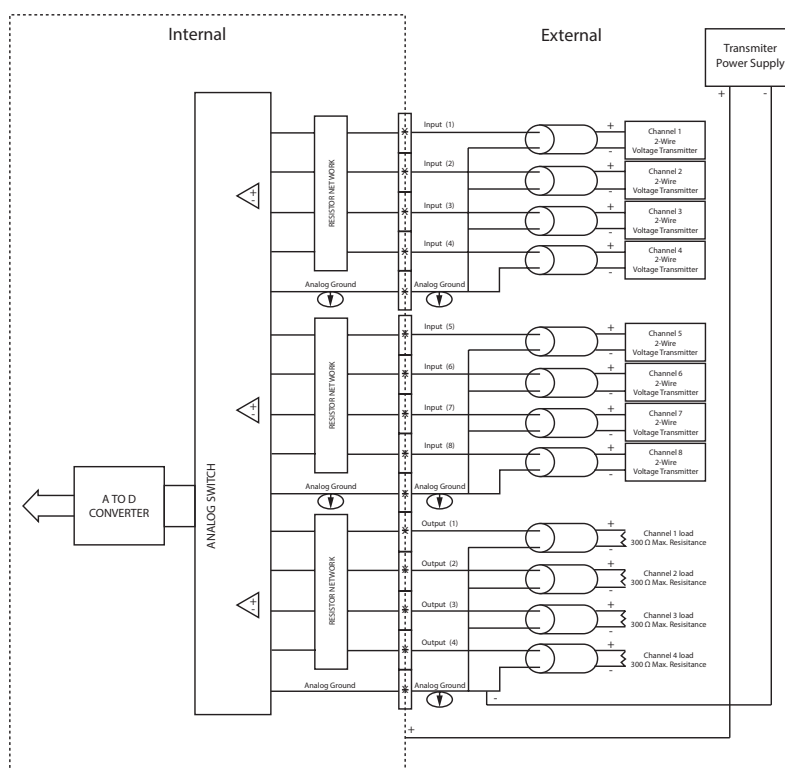 Internal
External
Transmiter
Power Supply
+
-
Input (1)
+
-
Channel 1
2-Wire
Voltage Transmitter
Input (2)
+
-
Channel 2
2-Wire
Voltage Transmitter
RESISTOR NETWORK
+
-
Input (3)
+
-
Channel 3
2-Wire
Voltage Transmitter
Input (4)
+
-
Channel 4
2-Wire
Voltage Transmitter
Analog Ground
Analog Ground
Input (5)
+
-
Channel 5
2-Wire
Voltage Transmitter
Input (6)
+
-
Channel 6
2-Wire
Voltage Transmitter
RESISTOR NETWORK
+
-
Input (7)
+
-
Channel 7
2-Wire
Voltage Transmitter
Input (8)
+
-
Channel 8
2-Wire
Voltage Transmitter
Analog Ground
Analog Ground
A TO D
CONVERTER
ANALOG SWITCH
Output (1)
+
-
Channel 1 load
300 Ω Max. Resisitance
Output (2)
+
-
Channel 2 load
300 Ω Max. Resisitance
RESISTOR NETWORK
+
-
Output (3)
+
-
Channel 3 load
300 Ω Max. Resisitance
Output (4)
+
-
Channel 4 load
300 Ω Max. Resisitance
Analog Ground
Analog Ground
-
+